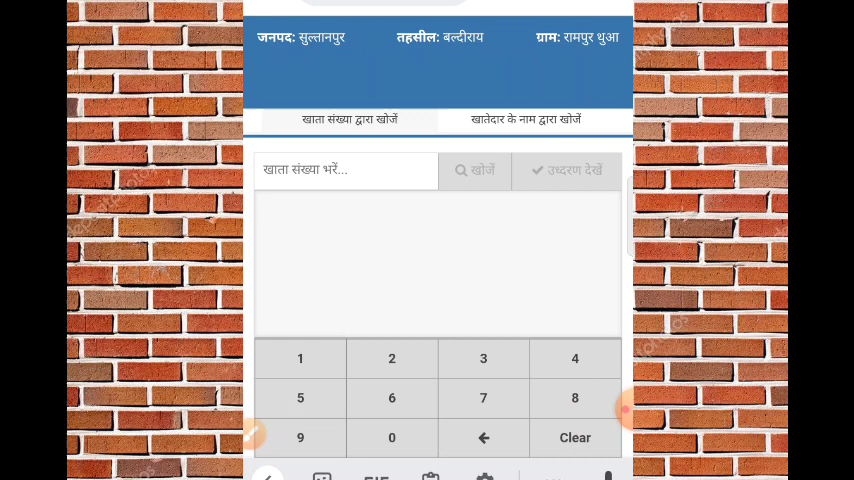 जनपद: सुल्तानपुर तहसील: बल्दीराय ग्राम: रामपुर थुआ
खाता संख्या द्वारा खोजें खातेदार के नाम द्वारा खोजें
खाता संख्या भरें... खोजें उध्दरण देखें
1 2 3 4
5 6 7 8
9 0 Clear